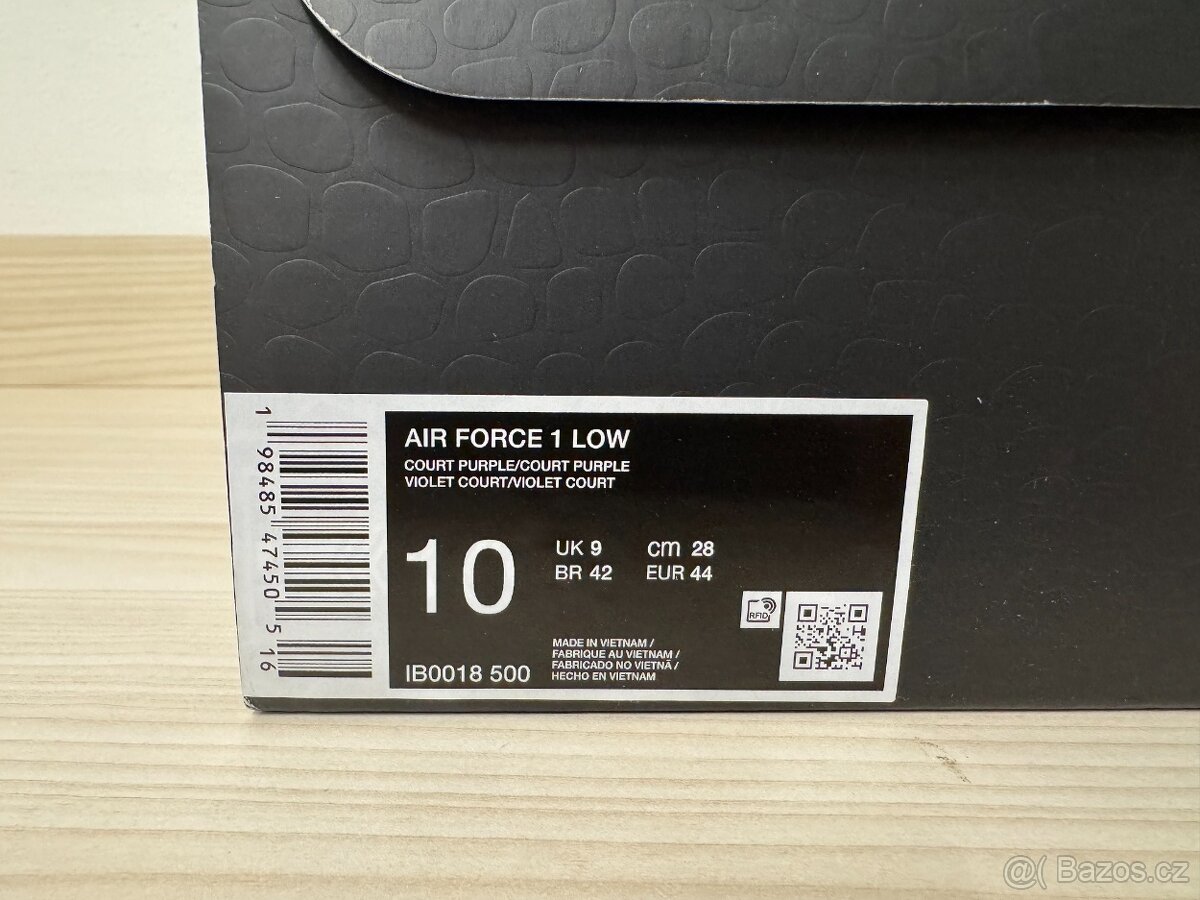 AIR FORCE 1 LOW
COURT PURPLE/COURT PURPLE
VIOLET COURT/VIOLET COURT
10
UK 9 cm 28
BR 42 EUR 44
RFID
IB0018 500
MADE IN VIETNAM /
FABRIQUE AU VIETNAM /
FABRICADO NO VIETNÃ /
HECHO EN VIETNAM
1 98485 47450 5 16
@( Bazos.cz